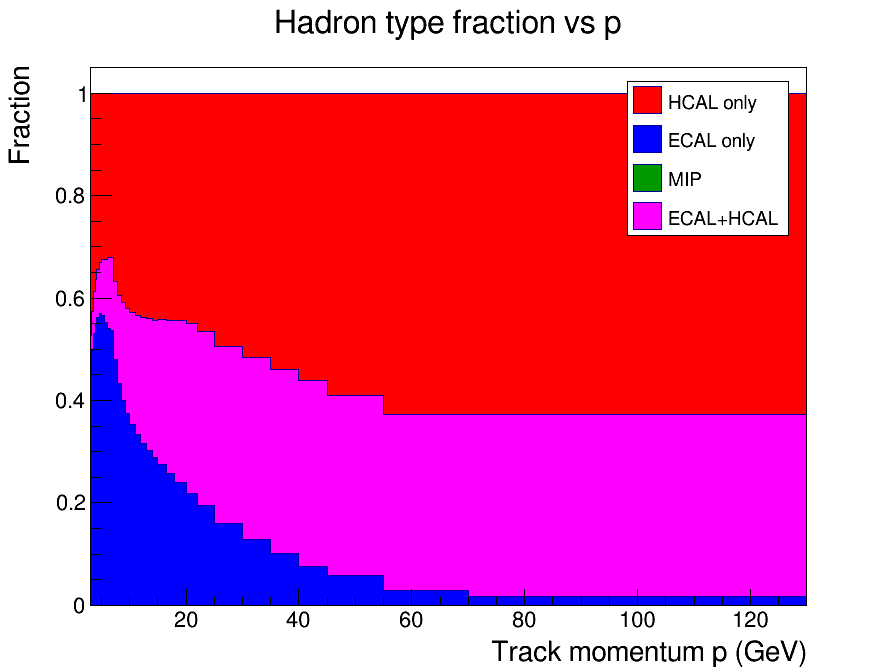 Hadron type fraction vs p
Fraction
1
0.8
0.6
0.4
0.2
0
HCAL only
ECAL only
MIP
ECAL+HCAL
20
40
60
80
100
120
Track momentum p (GeV)